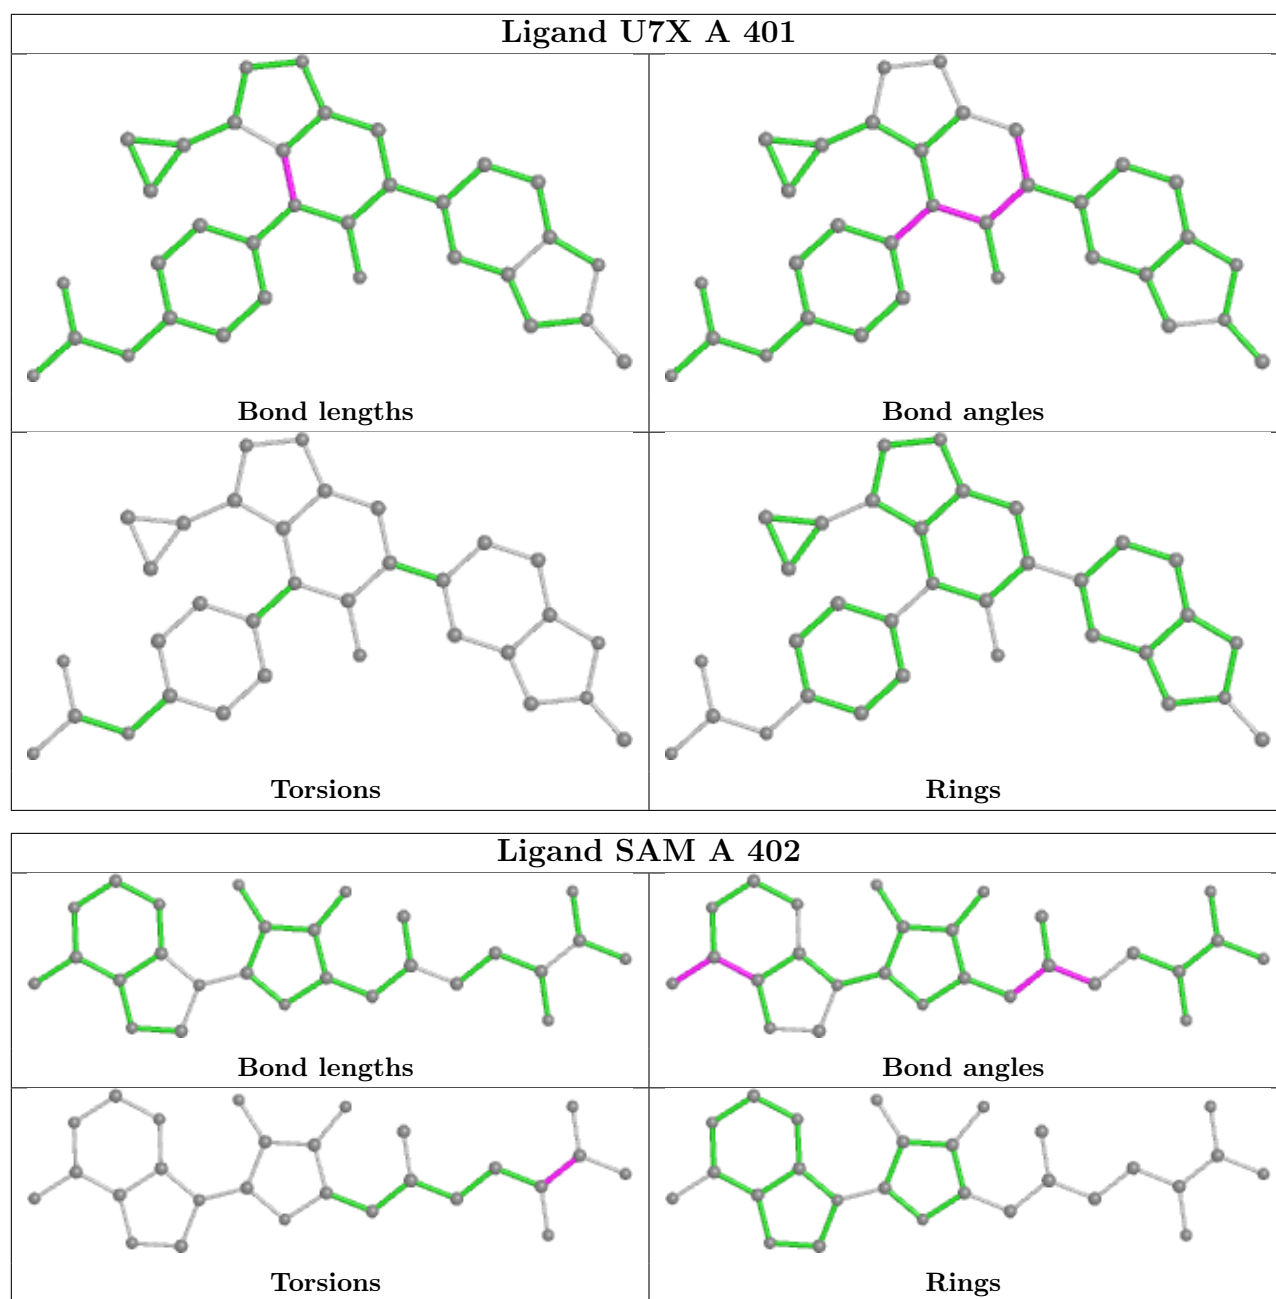 Ligand U7X A 401
Bond lengths
Bond angles
Torsions
Rings
Ligand SAM A 402
Bond lengths
Bond angles
Torsions
Rings